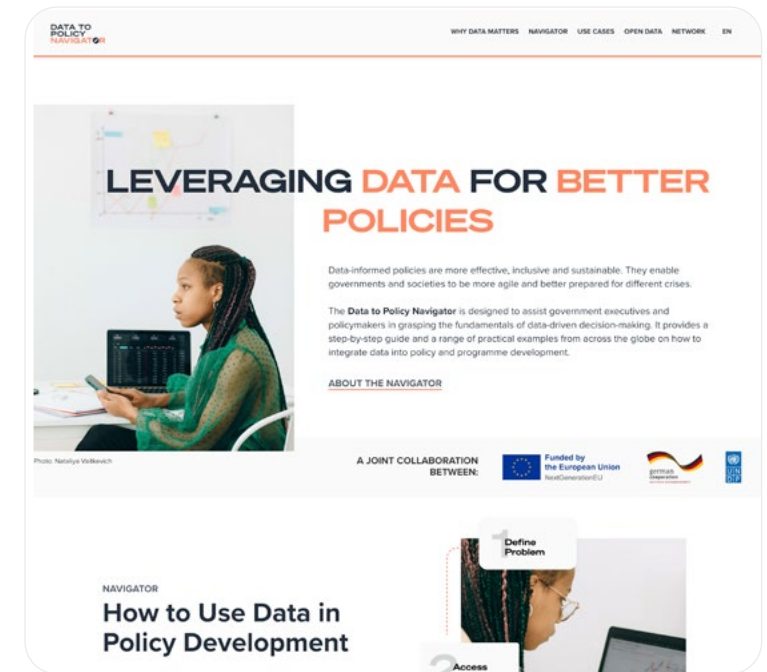 DATA TO
POLICY
NAVIGATOR
WHY DATA MATTERS NAVIGATOR USE CASES OPEN DATA NETWORK EN
LEVERAGING DATA FOR BETTER
POLICIES
Data-informed policies are more effective, inclusive and sustainable. They enable
governments and societies to be more agile and better prepared for different crises.
The Data to Policy Navigator is designed to assist government executives and
policymakers in grasping the fundamentals of data-driven decision-making. It provides a
step-by-step guide and a range of practical examples from across the globe on how to
integrate data into policy and programme development.
ABOUT THE NAVIGATOR
Photo: Nataliya Vaitkevich
A JOINT COLLABORATION
BETWEEN:
Funded by
the European Union
NextGenerationEU
german
cooperation
UN
DP
1
Define
Problem
NAVIGATOR
How to Use Data in
Policy Development
2
Access